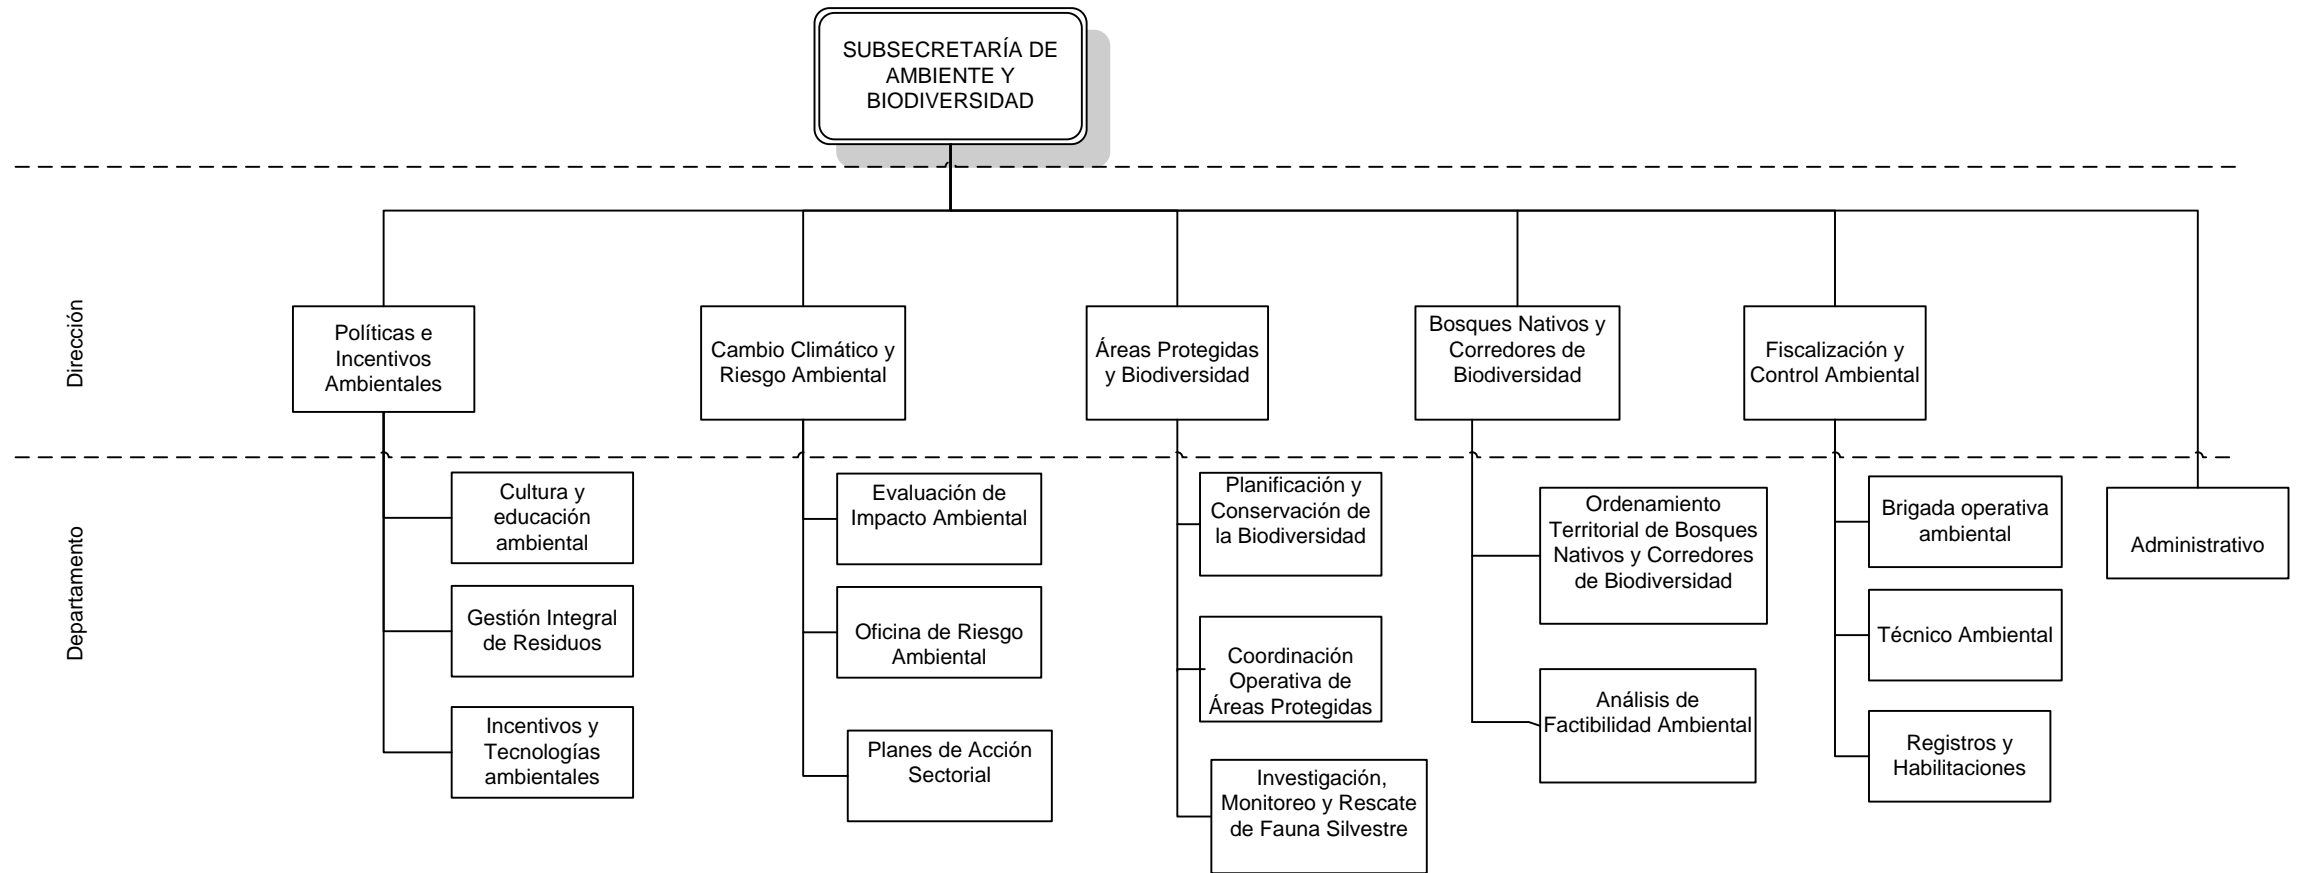 SUBSECRETARÍA DE
AMBIENTE Y
BIODIVERSIDAD
Dirección
Políticas e
Incentivos
Ambientales
Cambio Climático y
Riesgo Ambiental
Áreas Protegidas
y Biodiversidad
Bosques Nativos y
Corredores de
Biodiversidad
Fiscalización y
Control Ambiental
Departamento
Cultura y
educación
ambiental
Gestión Integral
de Residuos
Incentivos y
Tecnologías
ambientales
Evaluación de
Impacto Ambiental
Oficina de Riesgo
Ambiental
Planes de Acción
Sectorial
Planificación y
Conservación de
la Biodiversidad
Coordinación
Operativa de
Áreas Protegidas
Investigación,
Monitoreo y Rescate
de Fauna Silvestre
Ordenamiento
Territorial de Bosques
Nativos y Corredores
de Biodiversidad
Análisis de
Factibilidad Ambiental
Brigada operativa
ambiental
Técnico Ambiental
Registros y
Habilitaciones
Administrativo